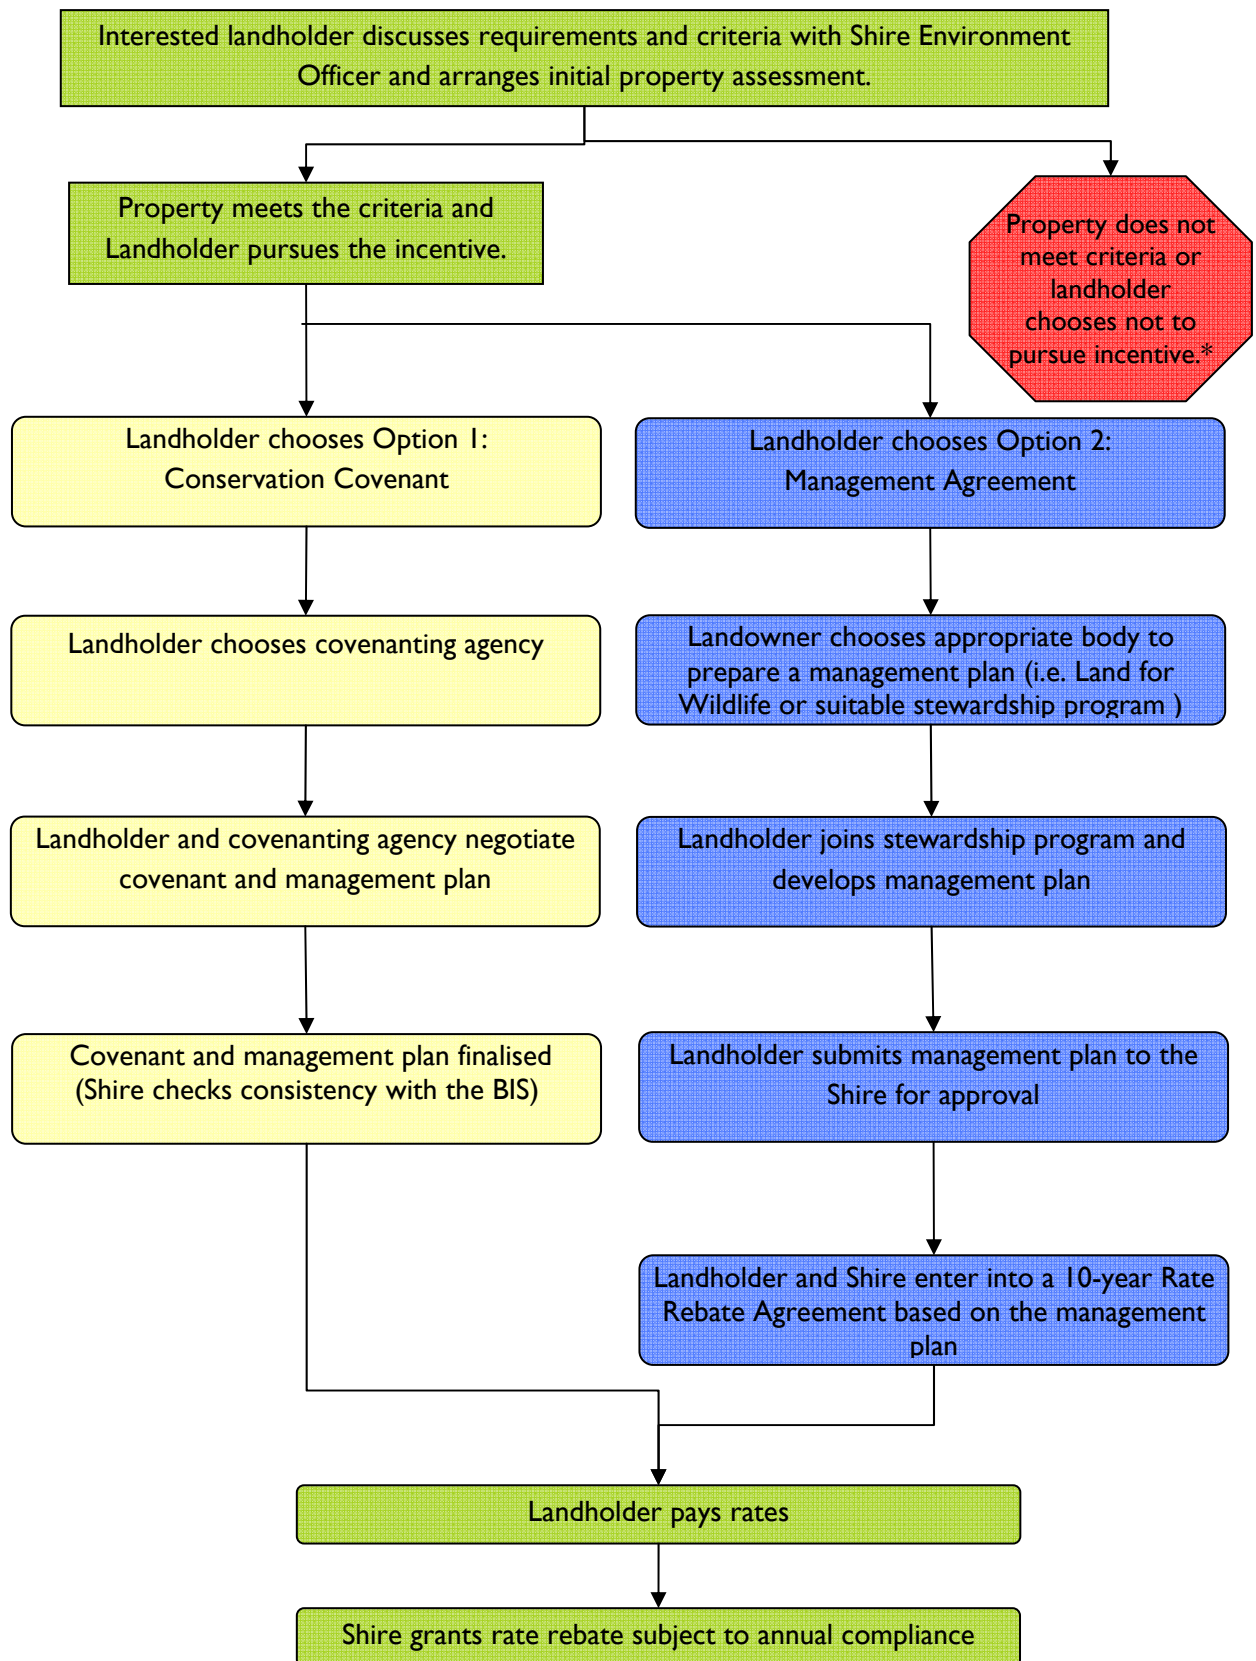 Interested landholder discusses requirements and criteria with Shire Environment
Officer and arranges initial property assessment.
Property meets the criteria and
Landholder pursues the incentive.
Property does not
meet criteria or
landholder
chooses not to
pursue incentive.*
Landholder chooses Option 1:
Conservation Covenant
Landholder chooses Option 2:
Management Agreement
Landholder chooses covenanting agency
Landowner chooses appropriate body to
prepare a management plan (i.e. Land for
Wildlife or suitable stewardship program )
Landholder and covenanting agency negotiate
covenant and management plan
Landholder joins stewardship program and
develops management plan
Covenant and management plan finalised
(Shire checks consistency with the BIS)
Landholder submits management plan to the
Shire for approval
Landholder and Shire enter into a 10-year Rate
Rebate Agreement based on the management
plan
Landholder pays rates
Shire grants rate rebate subject to annual compliance